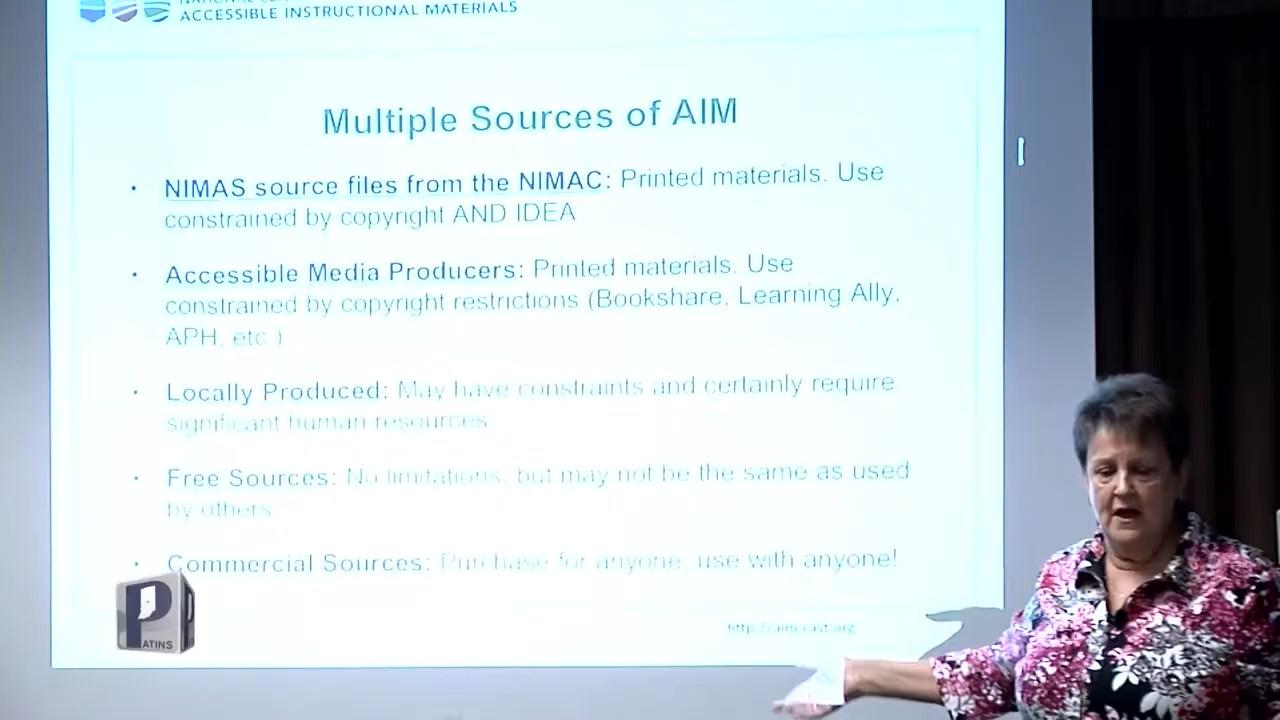 ACCESSIBLE INSTRUCTIONAL MATERIALS
Multiple Sources of AIM
• NIMAS source files from the NIMAC: Printed materials. Use
constrained by copyright AND IDEA
• Accessible Media Producers: Printed materials. Use
constrained by copyright restrictions (Bookshare, Learning Ally,
APH, etc.)
• Locally Produced: May have constraints and certainly require
significant human resources
• Free Sources: No limitations, but may not be the same as used
by others
• Commercial Sources: Purchase for anyone, use with anyone!
http://aim.cast.org
PATINS